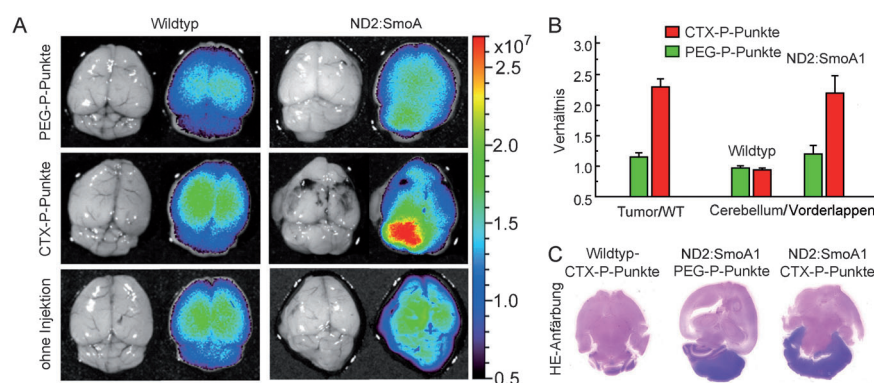 A
Wildtyp
ND2:SmoA
PEG-P-Punkte
CTX-P-Punkte
ohne Injektion
x10⁷
2.5
2.0
1.5
1.0
0.5
B
CTX-P-Punkte
PEG-P-Punkte
ND2:SmoA1
Wildtyp
Verhältnis
3.0
2.5
2.0
1.5
1.0
0.5
Tumor/WT
Cerebellum/Vorderlappen
C
Wildtyp-
CTX-P-Punkte
ND2:SmoA1
PEG-P-Punkte
ND2:SmoA1
CTX-P-Punkte
HE-Anfärbung